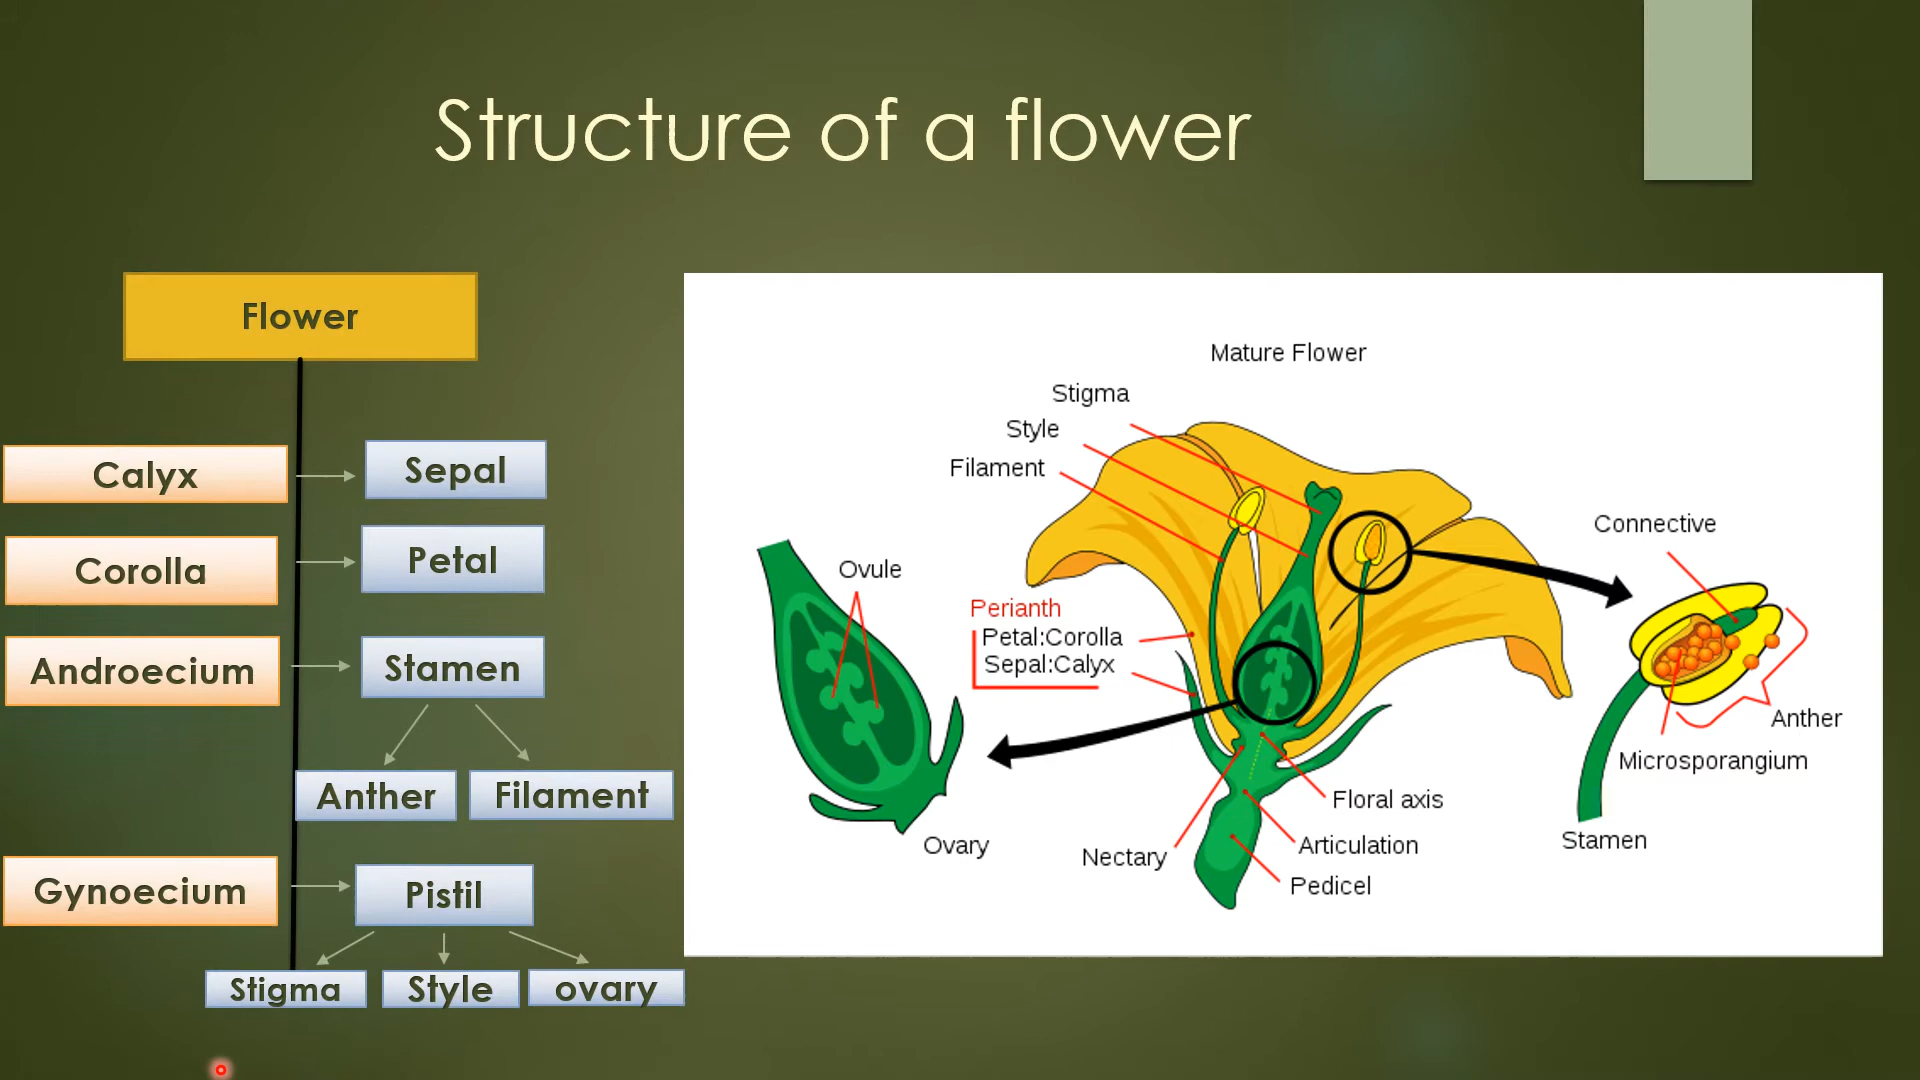 Structure of a flower
Flower
Calyx
Sepal
Corolla
Petal
Androecium
Stamen
Anther
Filament
Gynoecium
Pistil
Stigma
Style
ovary
Mature Flower
Stigma
Style
Filament
Connective
Ovule
Perianth
Petal:Corolla
Sepal:Calyx
Anther
Microsporangium
Floral axis
Stamen
Ovary
Articulation
Nectary
Pedicel